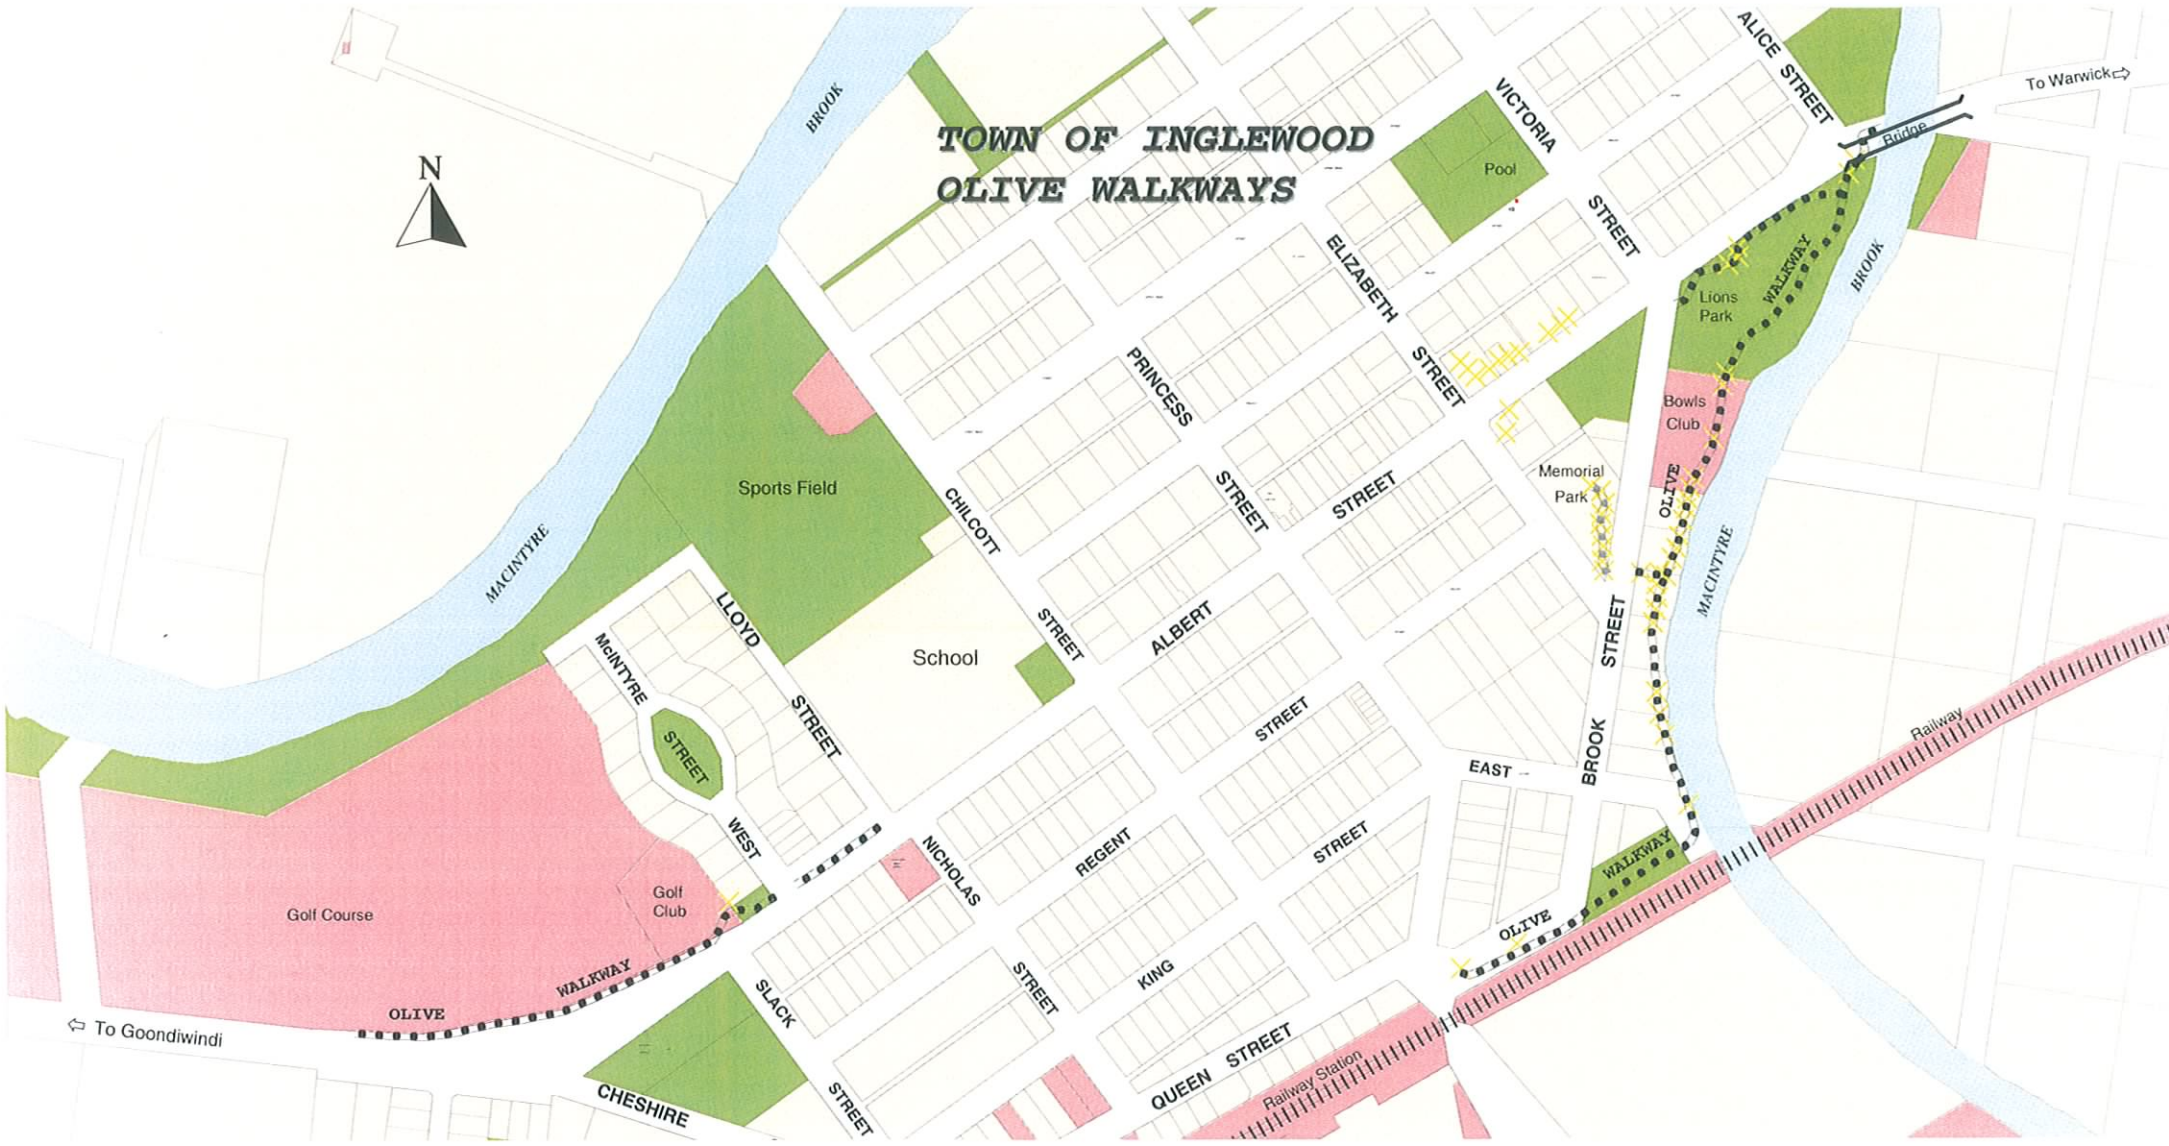 TOWN OF INGLEWOOD
OLIVE WALKWAYS
N
BROOK
ALICE STREET
To Warwick
Bridge
VICTORIA
STREET
Pool
ELIZABETH
STREET
WALKWAY
Lions
Park
BROOK
PRINCESS
STREET
Bowls
Club
Memorial
Park
OLIVE
MACINTYRE
Sports Field
CHILCOTT
STREET
STREET
MACINTYRE
LLOYD
STREET
McINTYRE
STREET
WEST
School
ALBERT
STREET
BROOK
STREET
Railway
EAST
REGENT
STREET
NICHOLAS
STREET
WALKWAY
OLIVE
Golf
Club
Golf Course
WALKWAY
OLIVE
To Goondiwindi
SLACK
STREET
KING
QUEEN STREET
Railway Station
CHESHIRE